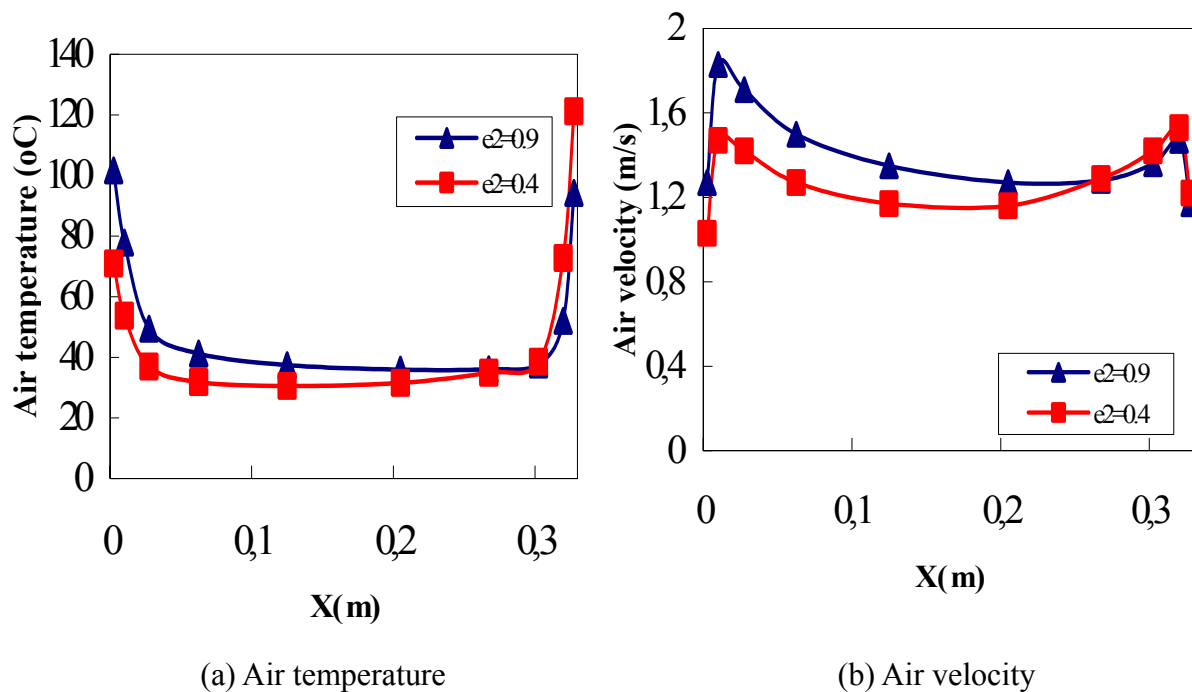 140
120
100
80
60
40
20
0
Air temperature (oC)
e2=0.9
e2=0.4
0 0,1 0,2 0,3
X(m)
(a) Air temperature
2
1,6
1,2
0,8
0,4
0
Air velocity (m/s)
e2=0.9
e2=0.4
0 0,1 0,2 0,3
X(m)
(b) Air velocity